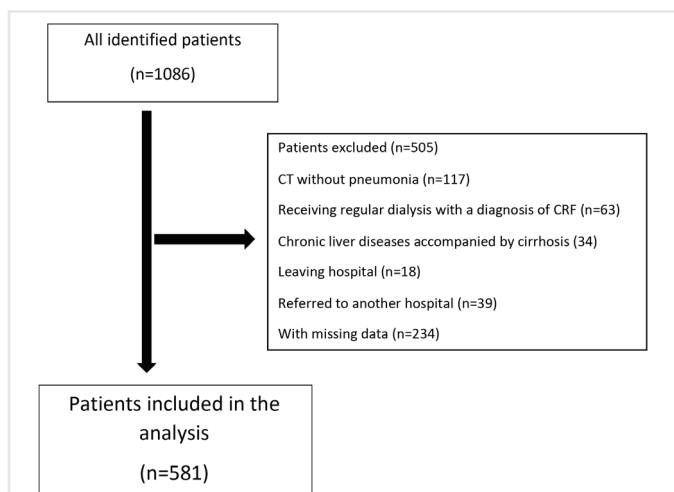 All identified patients
(n=1086)
Patients excluded (n=505)
CT without pneumonia (n=117)
Receiving regular dialysis with a diagnosis of CRF (n=63)
Chronic liver diseases accompanied by cirrhosis (34)
Leaving hospital (n=18)
Referred to another hospital (n=39)
With missing data (n=234)
Patients included in the
analysis
(n=581)